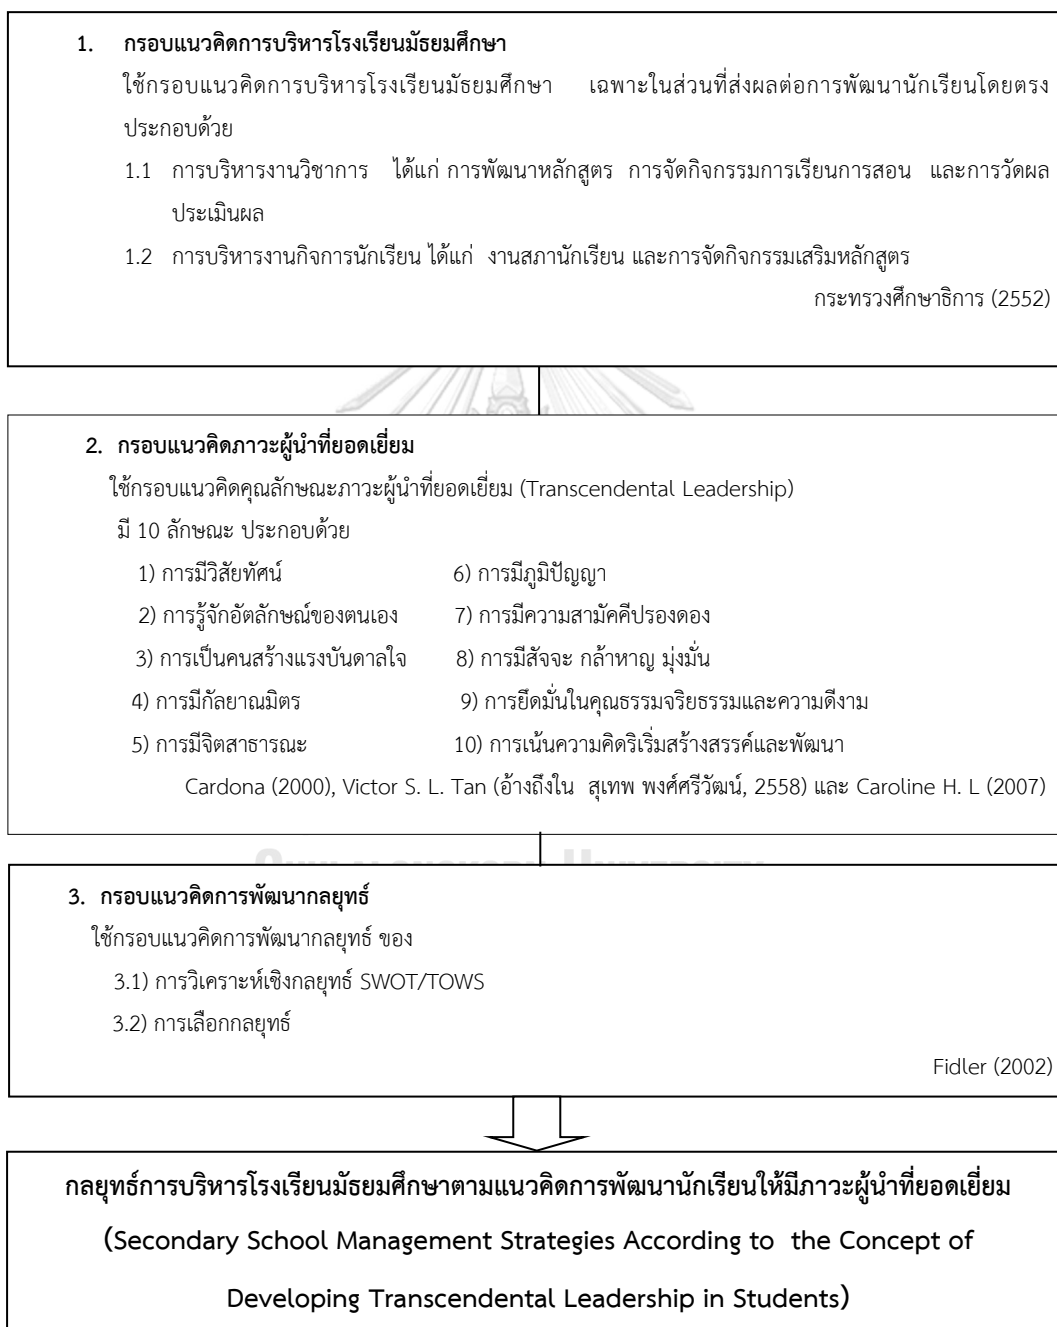 1. กรอบแนวคิดการบริหารโรงเรียนมัธยมศึกษา
ใช้กรอบแนวคิดการบริหารโรงเรียนมัธยมศึกษา เฉพาะในส่วนที่ส่งผลต่อการพัฒนานักเรียนโดยตรง
ประกอบด้วย
1.1 การบริหารงานวิชาการ ได้แก่ การพัฒนาหลักสูตร การจัดกิจกรรมการเรียนการสอน และการวัดผล
ประเมินผล
1.2 การบริหารงานกิจการนักเรียน ได้แก่ งานสภานักเรียน และการจัดกิจกรรมเสริมหลักสูตร
กระทรวงศึกษาธิการ (2552)
2. กรอบแนวคิดภาวะผู้นำที่ยอดเยี่ยม
ใช้กรอบแนวคิดคุณลักษณะภาวะผู้นำที่ยอดเยี่ยม (Transcendental Leadership)
มี 10 ลักษณะ ประกอบด้วย
1) การมีวิสัยทัศน์ 6) การมีภูมิปัญญา
2) การรู้จักอัตลักษณ์ของตนเอง 7) การมีความสามัคคีปรองดอง
3) การเป็นคนสร้างแรงบันดาลใจ 8) การมีสัจจะ กล้าหาญ มุ่งมั่น
4) การมีกัลยาณมิตร 9) การยึดมั่นในคุณธรรมจริยธรรมและความดีงาม
5) การมีจิตสาธารณะ 10) การเน้นความคิดริเริ่มสร้างสรรค์และพัฒนา
Cardona (2000), Victor S. L. Tan (อ้างถึงใน สุเทพ พงศ์ศรีวัฒน์, 2558) และ Caroline H. L (2007)
3. กรอบแนวคิดการพัฒนากลยุทธ์
ใช้กรอบแนวคิดการพัฒนากลยุทธ์ ของ
3.1) การวิเคราะห์เชิงกลยุทธ์ SWOT/TOWS
3.2) การเลือกกลยุทธ์
Fidler (2002)
กลยุทธ์การบริหารโรงเรียนมัธยมศึกษาตามแนวคิดการพัฒนานักเรียนให้มีภาวะผู้นำที่ยอดเยี่ยม
(Secondary School Management Strategies According to the Concept of
Developing Transcendental Leadership in Students)